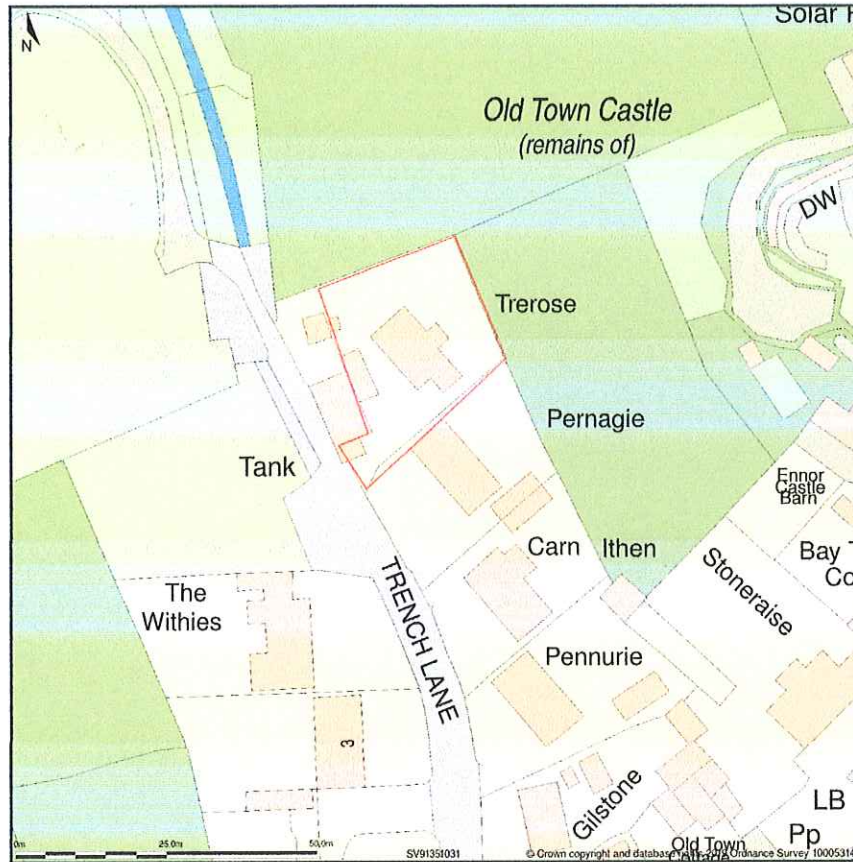 Solar
N
Old Town Castle
(remains of)
DW
Trerose
Pernagie
Tank
Ennor
Castle
Barn
Carn Ithen
Bay
Co
Stoneraise
The
Withies
TRENCH LANE
Pennurie
3
Gilstone
LB
Pp
Old Town
0m 25.0m 50.0m
SV91351031
© Crown copyright and database Ordnance Survey 10005314